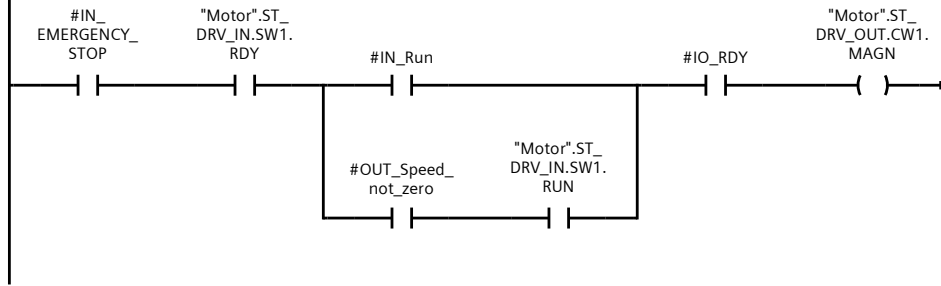 #IN_
EMERGENCY_
STOP
"Motor".ST_
DRV_IN.SW1.
RDY
#IN_Run
#IO_RDY
"Motor".ST_
DRV_OUT.CW1.
MAGN
#OUT_Speed_
not_zero
"Motor".ST_
DRV_IN.SW1.
RUN